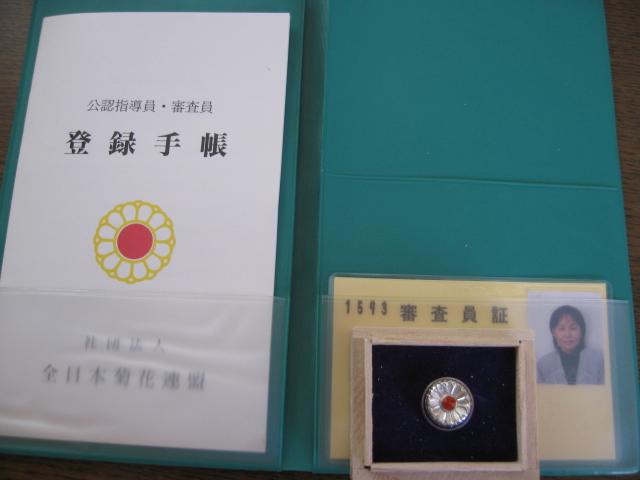 公認指導員・審査員
登録手帳
社団法人
全日本菊花連盟
1593 審査員証